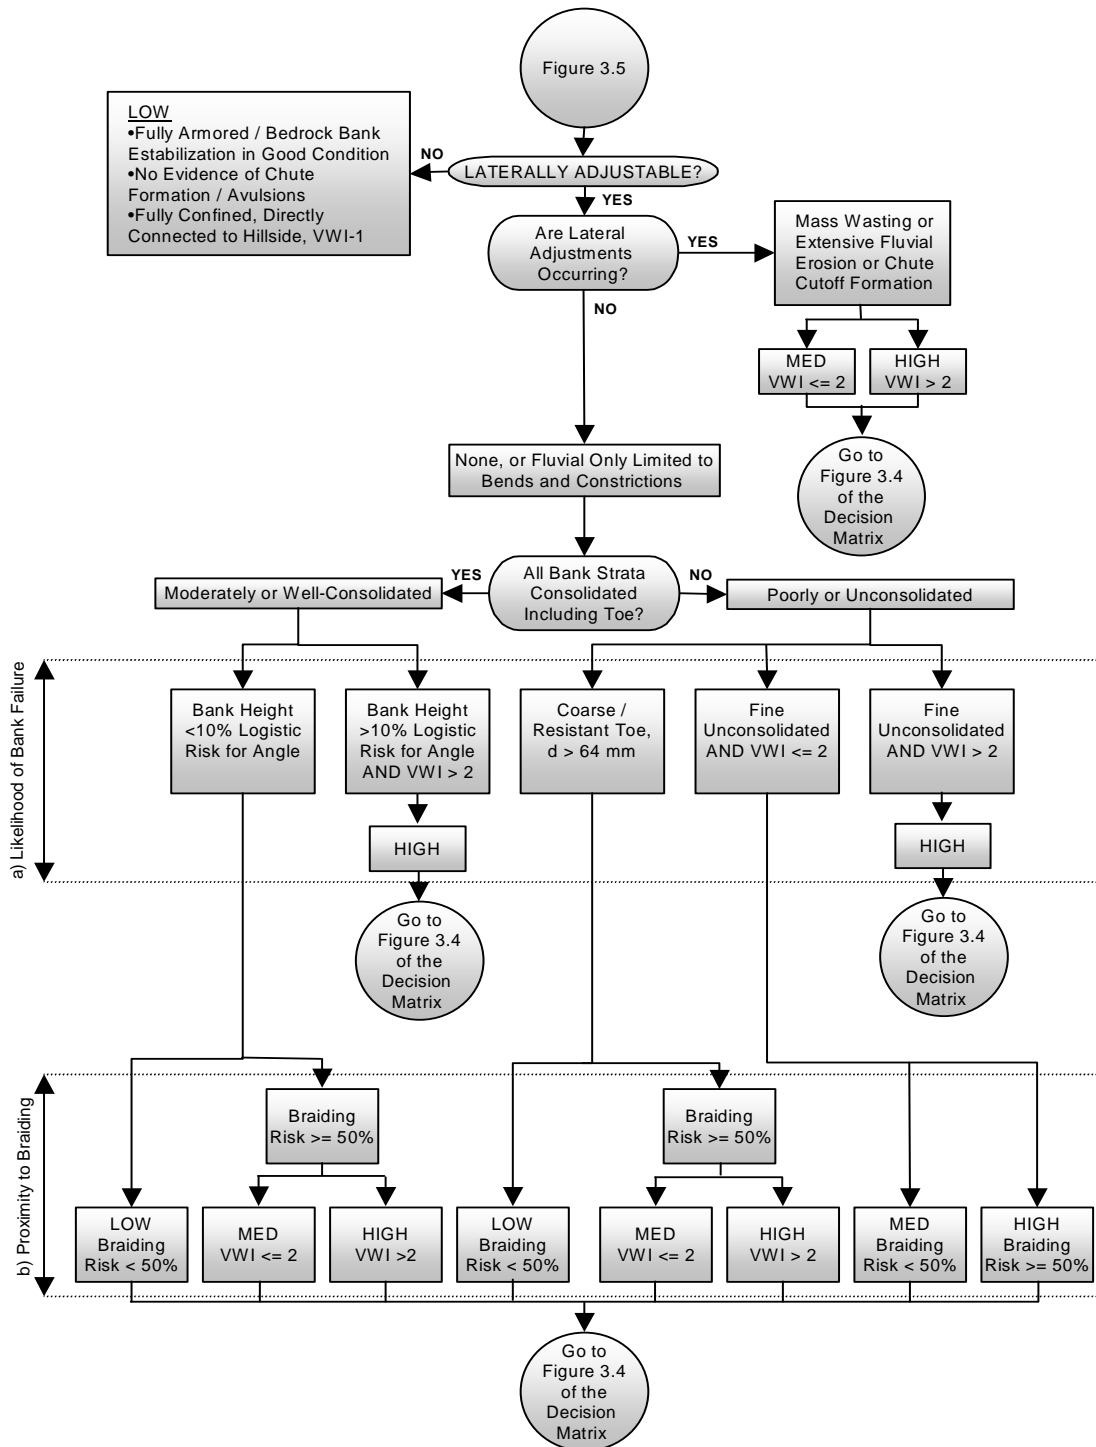 Figure 3.5
LOW
•Fully Armored / Bedrock Bank
Estabilization in Good Condition
•No Evidence of Chute
Formation / Avulsions
•Fully Confined, Directly
Connected to Hillside, VWI-1
NO
LATERALLY ADJUSTABLE?
YES
Are Lateral
Adjustments
Occurring?
YES
Mass Wasting or
Extensive Fluvial
Erosion or Chute
Cutoff Formation
NO
MED
VWI <= 2
HIGH
VWI > 2
Go to
Figure 3.4
of the
Decision
Matrix
None, or Fluvial Only Limited to
Bends and Constrictions
All Bank Strata
Consolidated
Including Toe?
YES
NO
Moderately or Well-Consolidated
Poorly or Unconsolidated
a) Likelihood of Bank Failure
Bank Height
<10% Logistic
Risk for Angle
Bank Height
>10% Logistic
Risk for Angle
AND VWI > 2
Coarse /
Resistant Toe,
d > 64 mm
Fine
Unconsolidated
AND VWI <= 2
Fine
Unconsolidated
AND VWI > 2
HIGH
HIGH
Go to
Figure 3.4
of the
Decision
Matrix
Go to
Figure 3.4
of the
Decision
Matrix
b) Proximity to Braiding
Braiding
Risk >= 50%
Braiding
Risk >= 50%
LOW
Braiding
Risk < 50%
MED
VWI <= 2
HIGH
VWI >2
LOW
Braiding
Risk < 50%
MED
VWI <= 2
HIGH
VWI > 2
MED
Braiding
Risk < 50%
HIGH
Braiding
Risk >= 50%
Go to
Figure 3.4
of the
Decision
Matrix